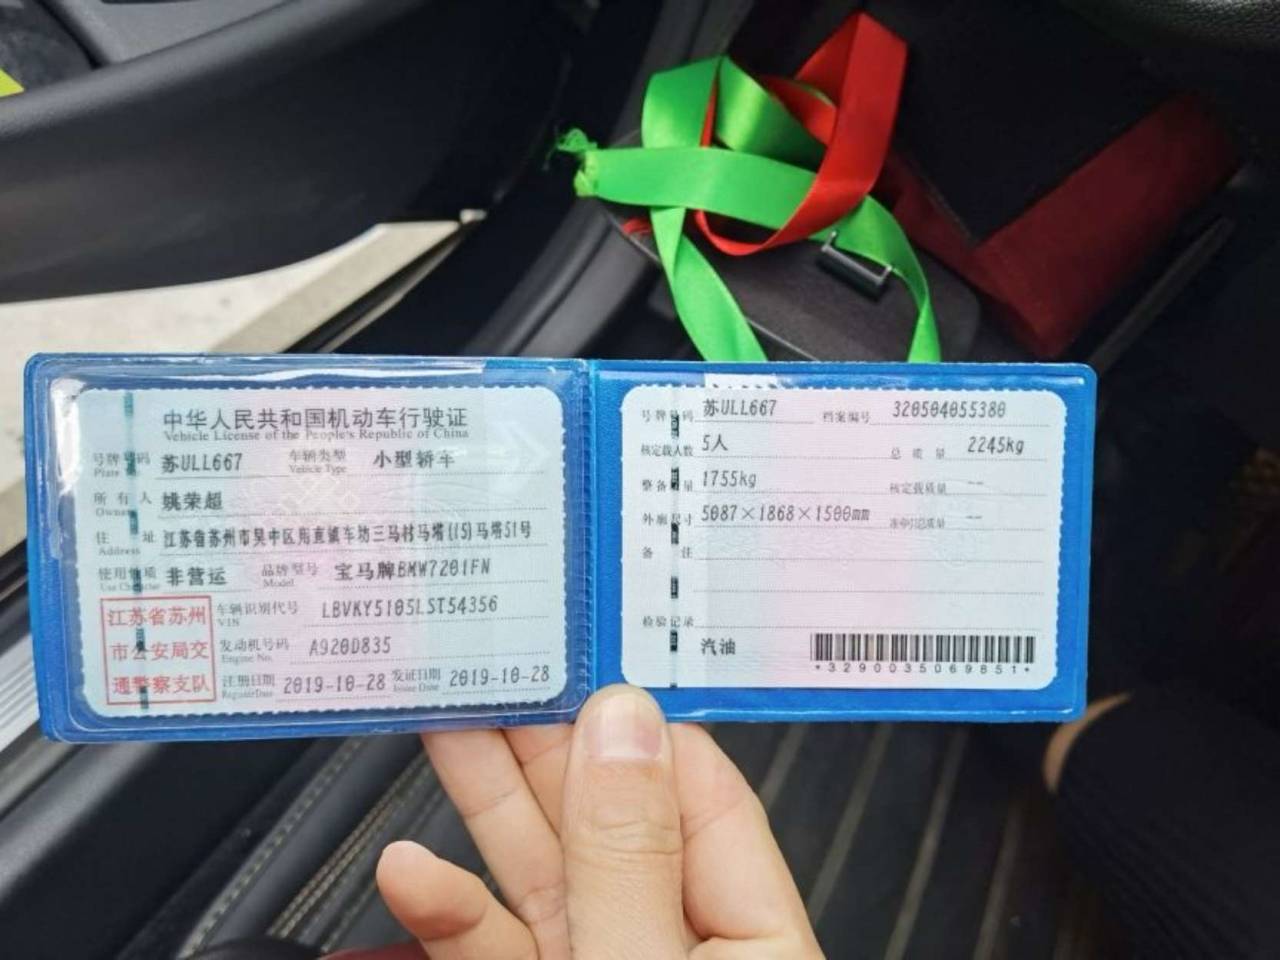 中华人民共和国机动车行驶证
Vehicle License of the People's Republic of China
号牌号码 苏ULL667 车辆类型 小型轿车
Plate Vehicle Type
所有人 姚荣超
Owner
住址 江苏省苏州市吴中区甪直镇车坊三马村马塔(15)马塔51号
Address
使用性质 非营运 品牌型号 宝马牌BMW7201FN
Use Character Model
江苏省苏州
市公安局交
通警察支队
车辆识别代号 LBVKY5105LST54356
VIN
发动机号码 A920D835
Engine No.
注册日期 2019-10-28 发证日期 2019-10-28
Register Date Issue Date
号牌号码 苏ULL667 档案编号 320504055380
核定载人数 5人 总质量 2245kg
整备质量 1755kg 核定载质量 --
外廓尺寸 5087×1868×1500mm 准牵引总质量 --
备注
检验记录
汽油
*3290035069851*